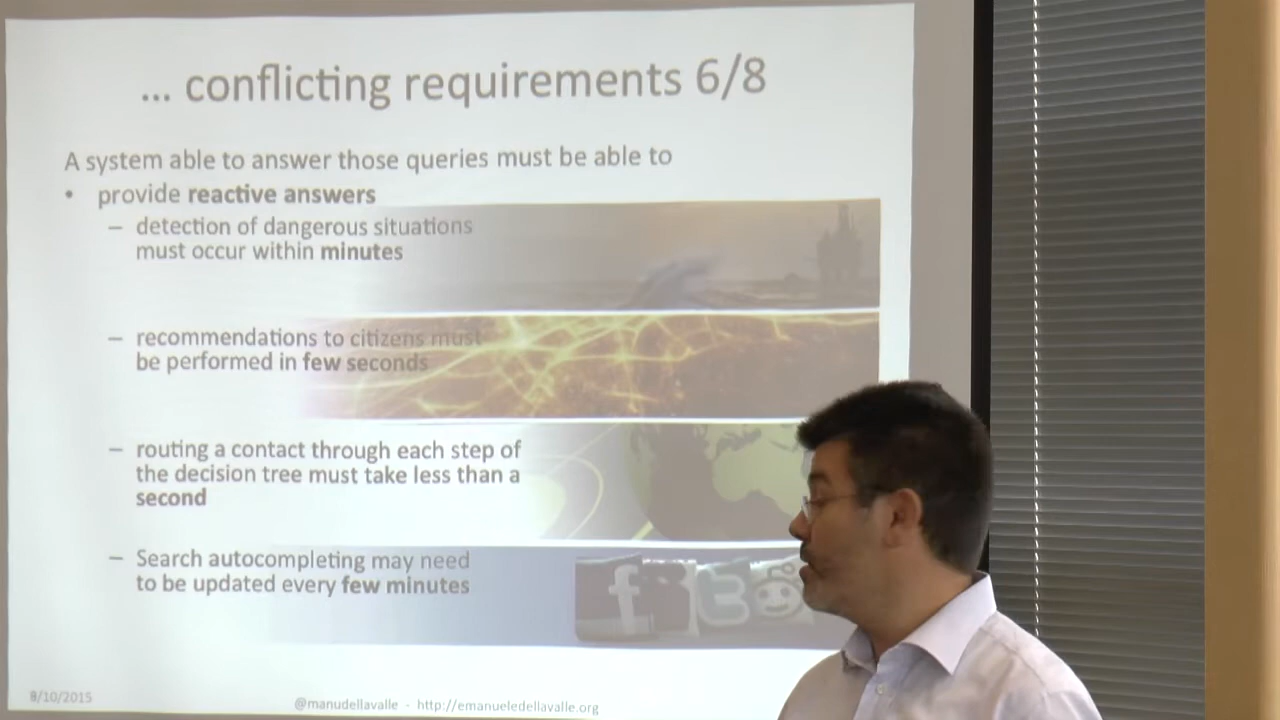 ... conflicting requirements 6/8
A system able to answer those queries must be able to
• provide reactive answers
– detection of dangerous situations
must occur within minutes
– recommendations to citizens must
be performed in few seconds
– routing a contact through each step of
the decision tree must take less than a
second
– Search autocompleting may need
to be updated every few minutes
f
8/10/2015
@manudellavalle - http://emanueledellavalle.org